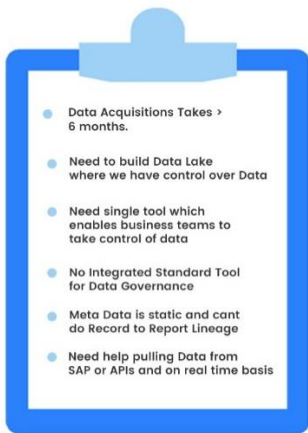 Data Acquisitions Takes >
6 months.
Need to build Data Lake
where we have control over Data
Need single tool which
enables business teams to
take control of data
No Integrated Standard Tool
for Data Governance
Meta Data is static and cant
do Record to Report Lineage
Need help pulling Data from
SAP or APIs and on real time basis